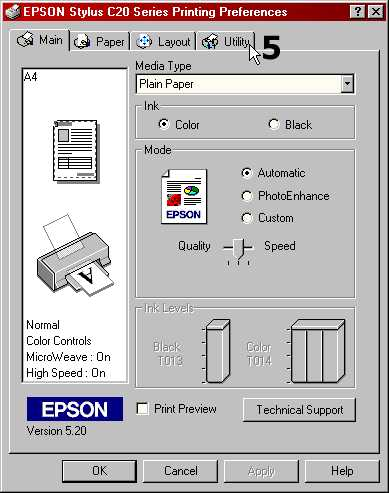 EPSON Stylus C20 Series Printing Preferences
? ×
Main Paper Layout Utility 5
A4
Media Type
Plain Paper
Ink
Color Black
Mode
EPSON
Automatic
PhotoEnhance
Custom
Quality Speed
Normal
Color Controls
MicroWeave : On
High Speed : On
Ink Levels
Black
T013
Color
T014
EPSON
Version 5.20
Print Preview
Technical Support
OK Cancel Apply Help